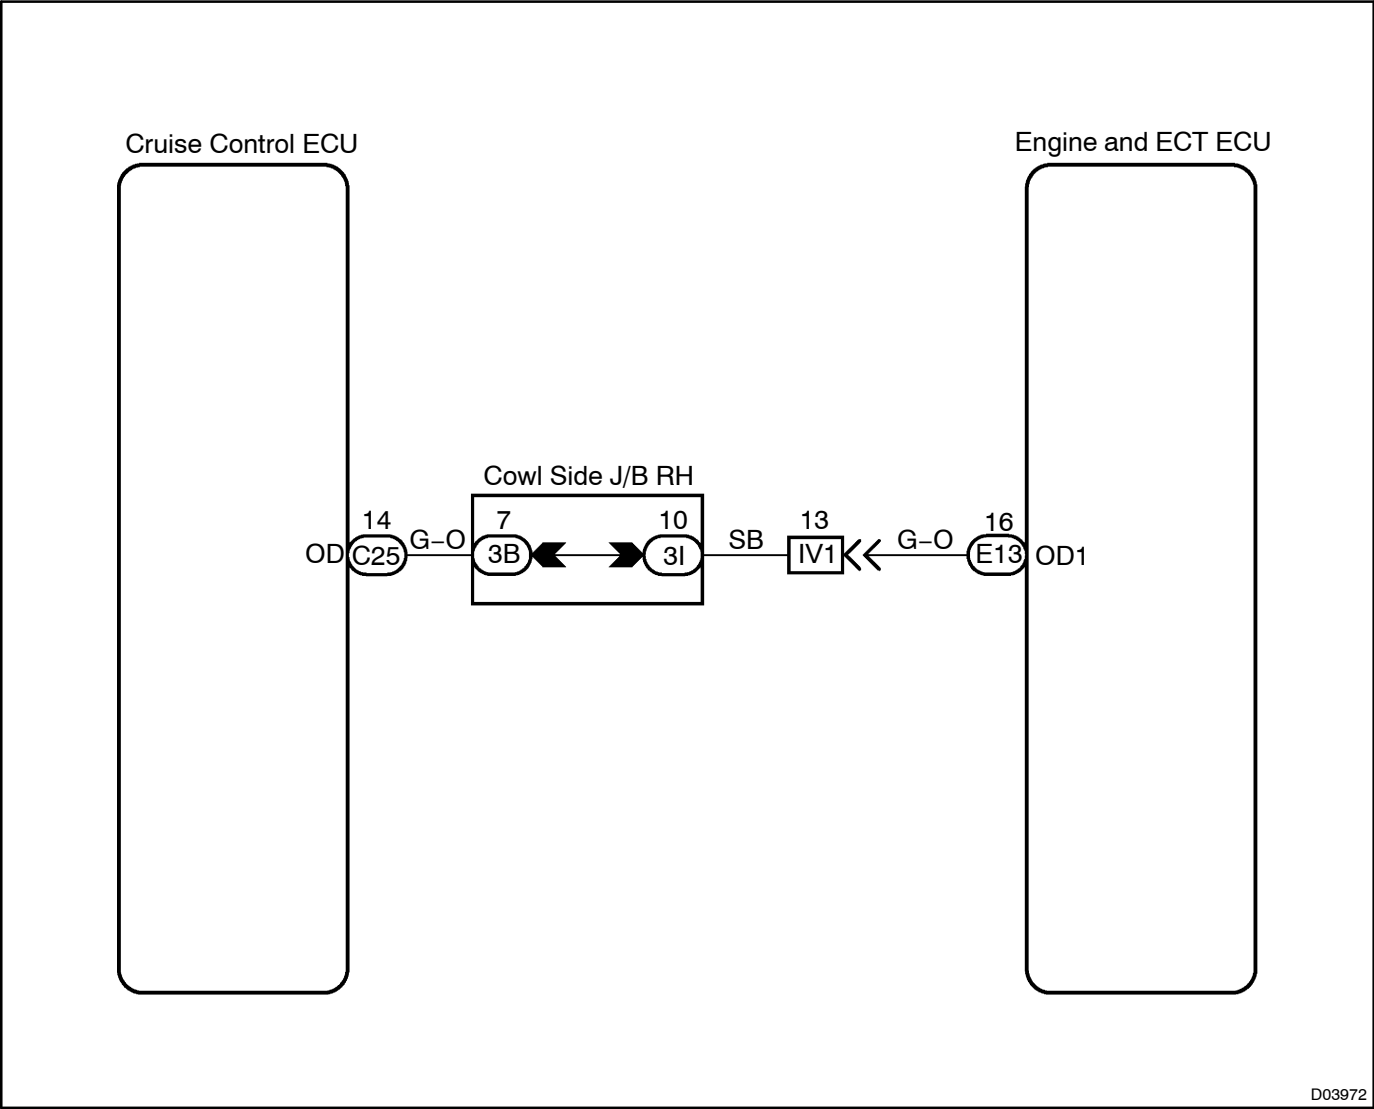 Cruise Control ECU
Engine and ECT ECU
Cowl Side J/B RH
14 7 10 13 16
OD C25 G–O 3B 3I SB IV1 G–O E13 OD1
D03972